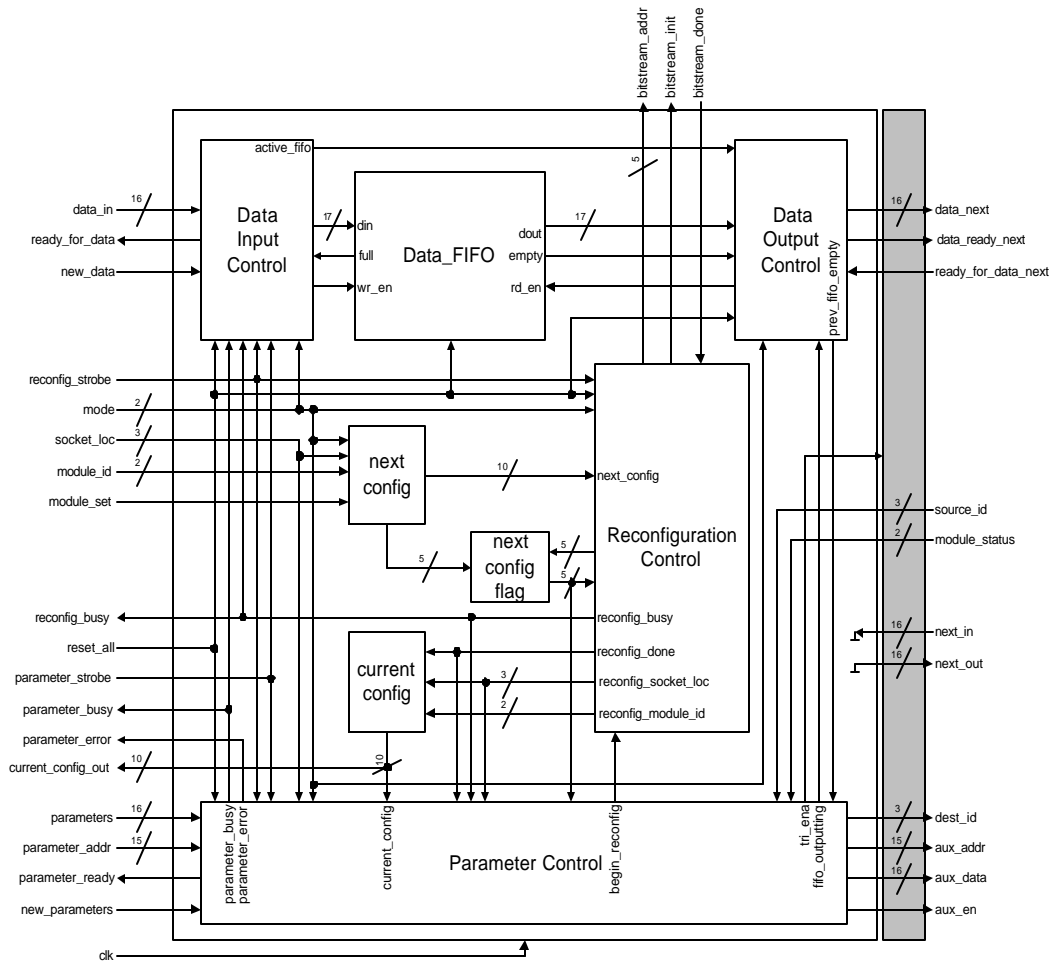 bitstream_addr
bitstream_init
bitstream_done
active_fifo
5
data_in
16
ready_for_data
new_data
Data
Input
Control
17
din
full
wr_en
Data_FIFO
dout
empty
rd_en
17
Data
Output
Control
prev_fifo_empty
16
data_next
data_ready_next
ready_for_data_next
reconfig_strobe
mode
2
socket_loc
3
module_id
2
module_set
next
config
10
next_config
Reconfiguration
Control
5
next
config
flag
5
5
3
source_id
2
module_status
reconfig_busy
reconfig_busy
reset_all
parameter_strobe
parameter_busy
parameter_error
current_config_out
10
current
config
reconfig_done
3
reconfig_socket_loc
2
reconfig_module_id
10
16
next_in
16
next_out
parameters
16
parameter_addr
15
parameter_ready
new_parameters
parameter_busy
parameter_error
current_config
Parameter Control
begin_reconfig
tri_ena
fifo_outputting
3
dest_id
15
aux_addr
16
aux_data
aux_en
clk